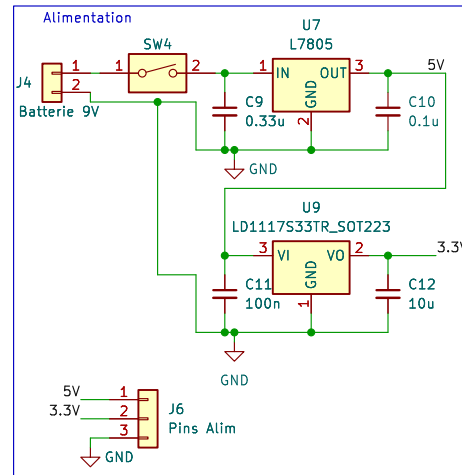 Alimentation
U7
L7805
SW4
J4
1
1
2
1
IN
OUT
3
5V
2
GND
2
C9
0.33u
C10
0.1u
Batterie 9V
GND
U9
LD1117S33TR_SOT223
3
VI
VO
2
3.3V
GND
1
C11
100n
C12
10u
GND
5V
1
J6
3.3V
2
Pins Alim
3
GND